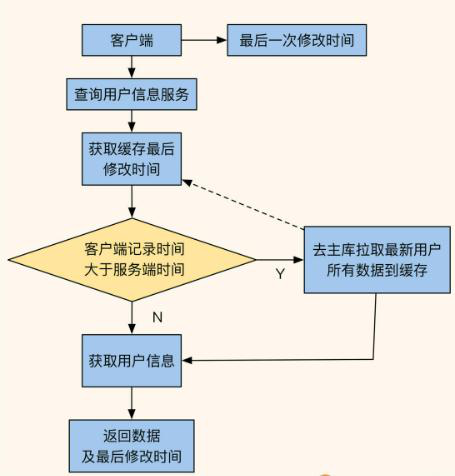 客户端
最后一次修改时间
查询用户信息服务
获取缓存最后
修改时间
客户端记录时间
大于服务端时间
Y
去主库拉取最新用户
所有数据到缓存
N
获取用户信息
返回数据
及最后修改时间